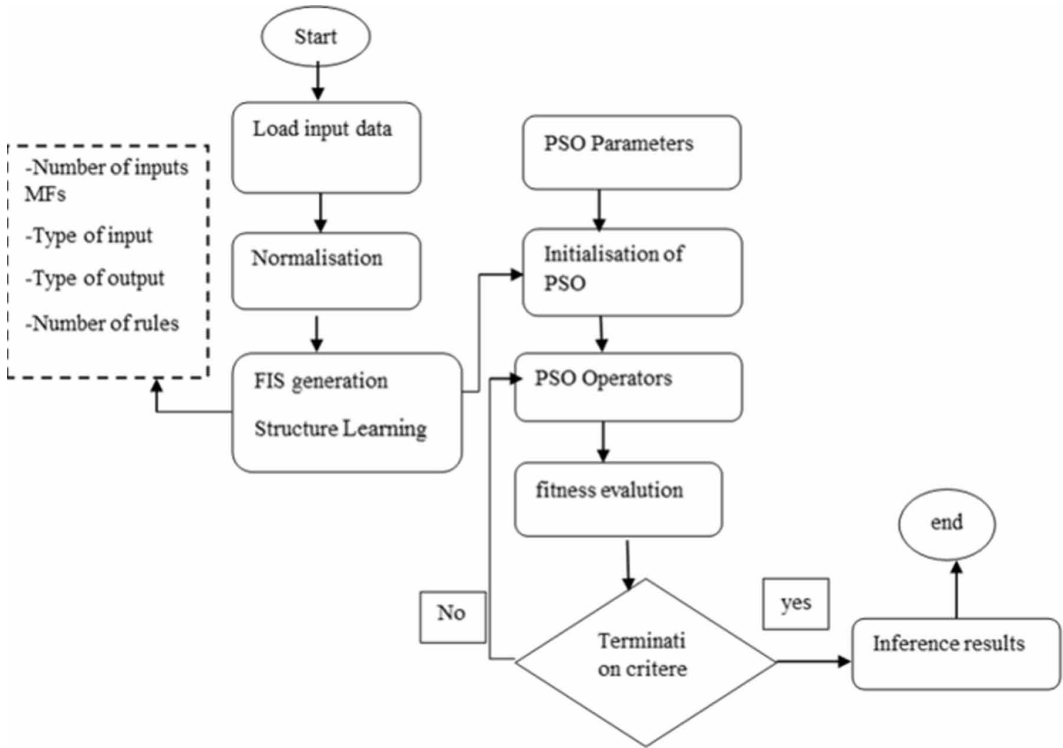 Start
Load input data
-Number of inputs
MFs
-Type of input
-Type of output
-Number of rules
Normalisation
FIS generation
Structure Learning
PSO Parameters
Initialisation of
PSO
PSO Operators
fitness evalution
No
Terminati
on critere
yes
Inference results
end